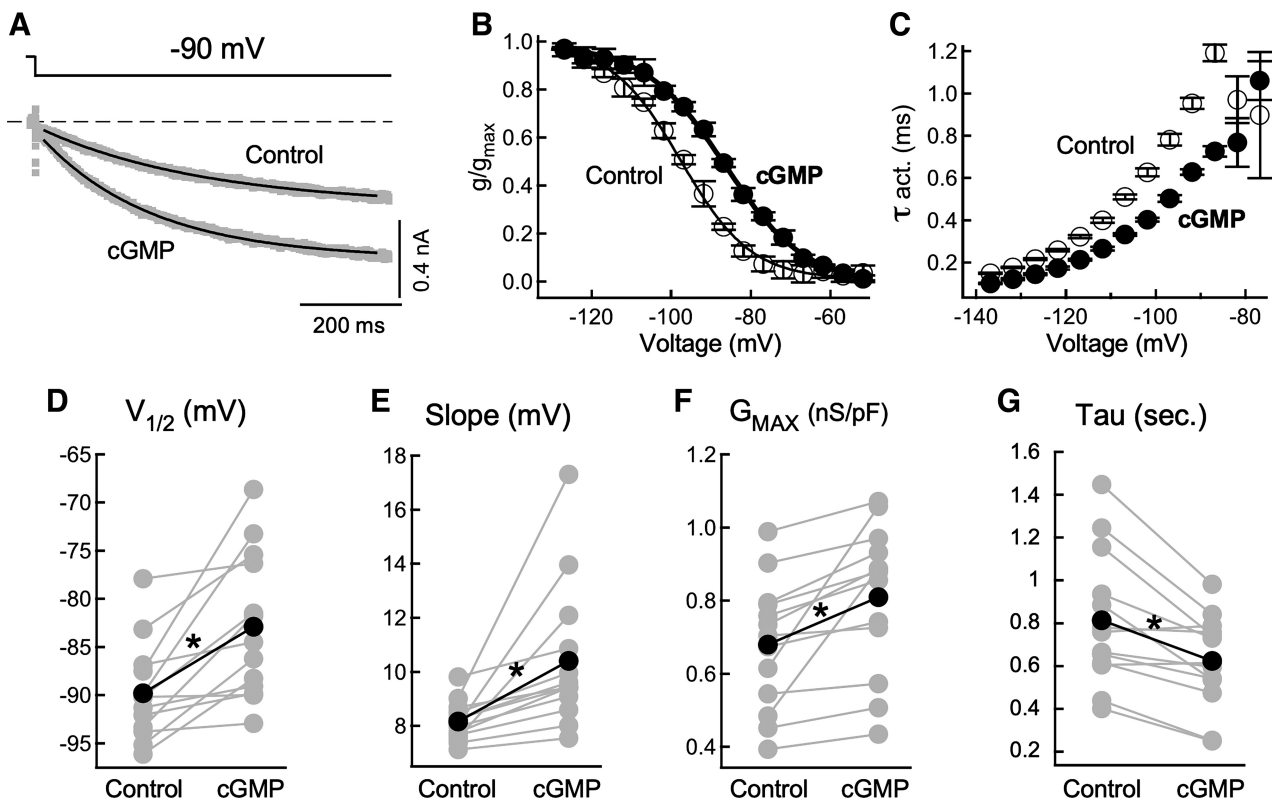 A
-90 mV
Control
cGMP
0.4 nA
200 ms
B
1.0
0.8
0.6
0.4
0.2
0.0
g/gmax
Control
cGMP
-120
-100
-80
-60
Voltage (mV)
C
1.2
1.0
0.8
0.6
0.4
0.2
τ act. (ms)
Control
cGMP
-140
-120
-100
-80
Voltage (mV)
D
V1/2 (mV)
-65
-70
-75
-80
-85
-90
-95
*
Control cGMP
E
Slope (mV)
18
16
14
12
10
8
*
Control cGMP
F
GMAX (nS/pF)
1.2
1.0
0.8
0.6
0.4
*
Control cGMP
G
Tau (sec.)
1.6
1.4
1.2
1
0.8
0.6
0.4
0.2
*
Control cGMP